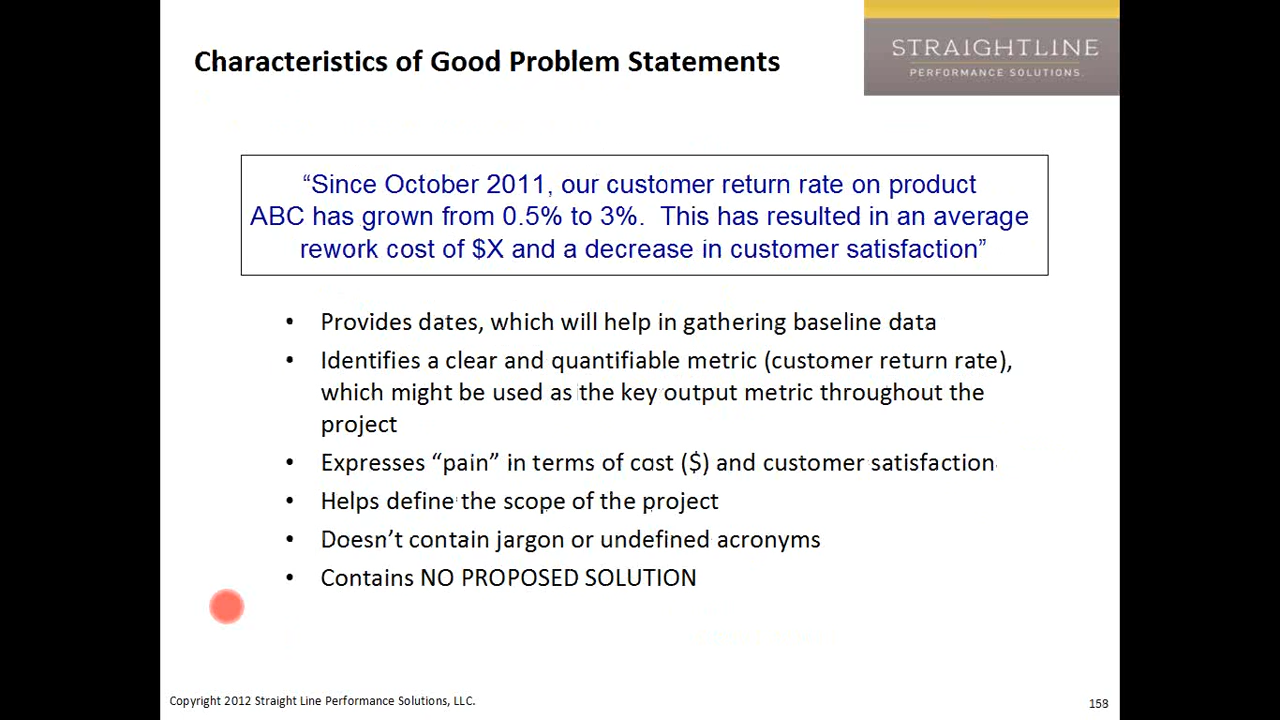 Characteristics of Good Problem Statements
STRAIGHTLINE
PERFORMANCE SOLUTIONS.
“Since October 2011, our customer return rate on product
ABC has grown from 0.5% to 3%.  This has resulted in an average
rework cost of $X and a decrease in customer satisfaction”
• Provides dates, which will help in gathering baseline data
• Identifies a clear and quantifiable metric (customer return rate),
which might be used as the key output metric throughout the
project
• Expresses “pain” in terms of cost ($) and customer satisfaction
• Helps define the scope of the project
• Doesn’t contain jargon or undefined acronyms
• Contains NO PROPOSED SOLUTION
Copyright 2012 Straight Line Performance Solutions, LLC.
158